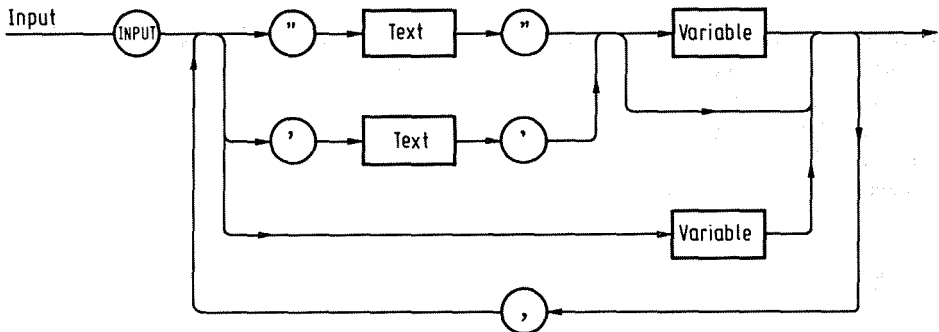 Input
INPUT " Text " Variable
' Text '
Variable
,